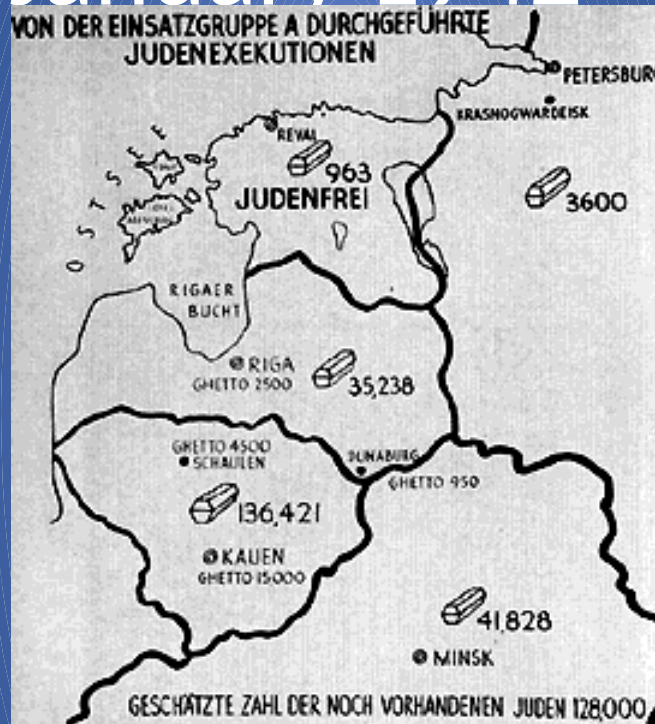 VON DER EINSATZGRUPPE A DURCHGEFÜHRTE
JUDENEXEKUTIONEN
PETERSBURG
KRASNOGWARDEISK
REVAL
963
JUDENFREI
3600
OSTSEE
RIGAER
BUCHT
RIGA
GHETTO 2500
35,238
GHETTO 4500
SCHAULEN
DÜNABURG
GHETTO 950
136,421
KAUEN
GHETTO 15000
41,828
MINSK
GESCHÄTZTE ZAHL DER NOCH VORHANDENEN JUDEN 128,000